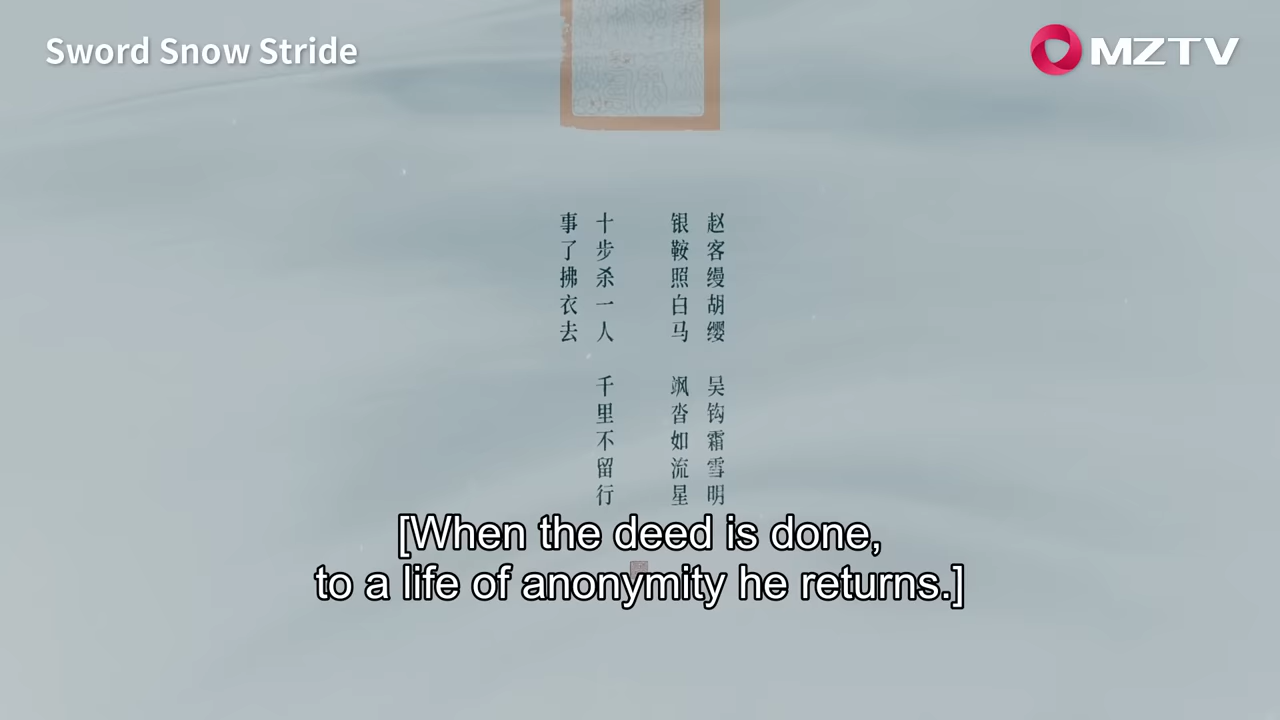 Sword Snow Stride
MZTV
赵客缦胡缨 吴钩霜雪明
银鞍照白马 飒沓如流星
十步杀一人 千里不留行
事了拂衣去
[When the deed is done,
to a life of anonymity he returns.]